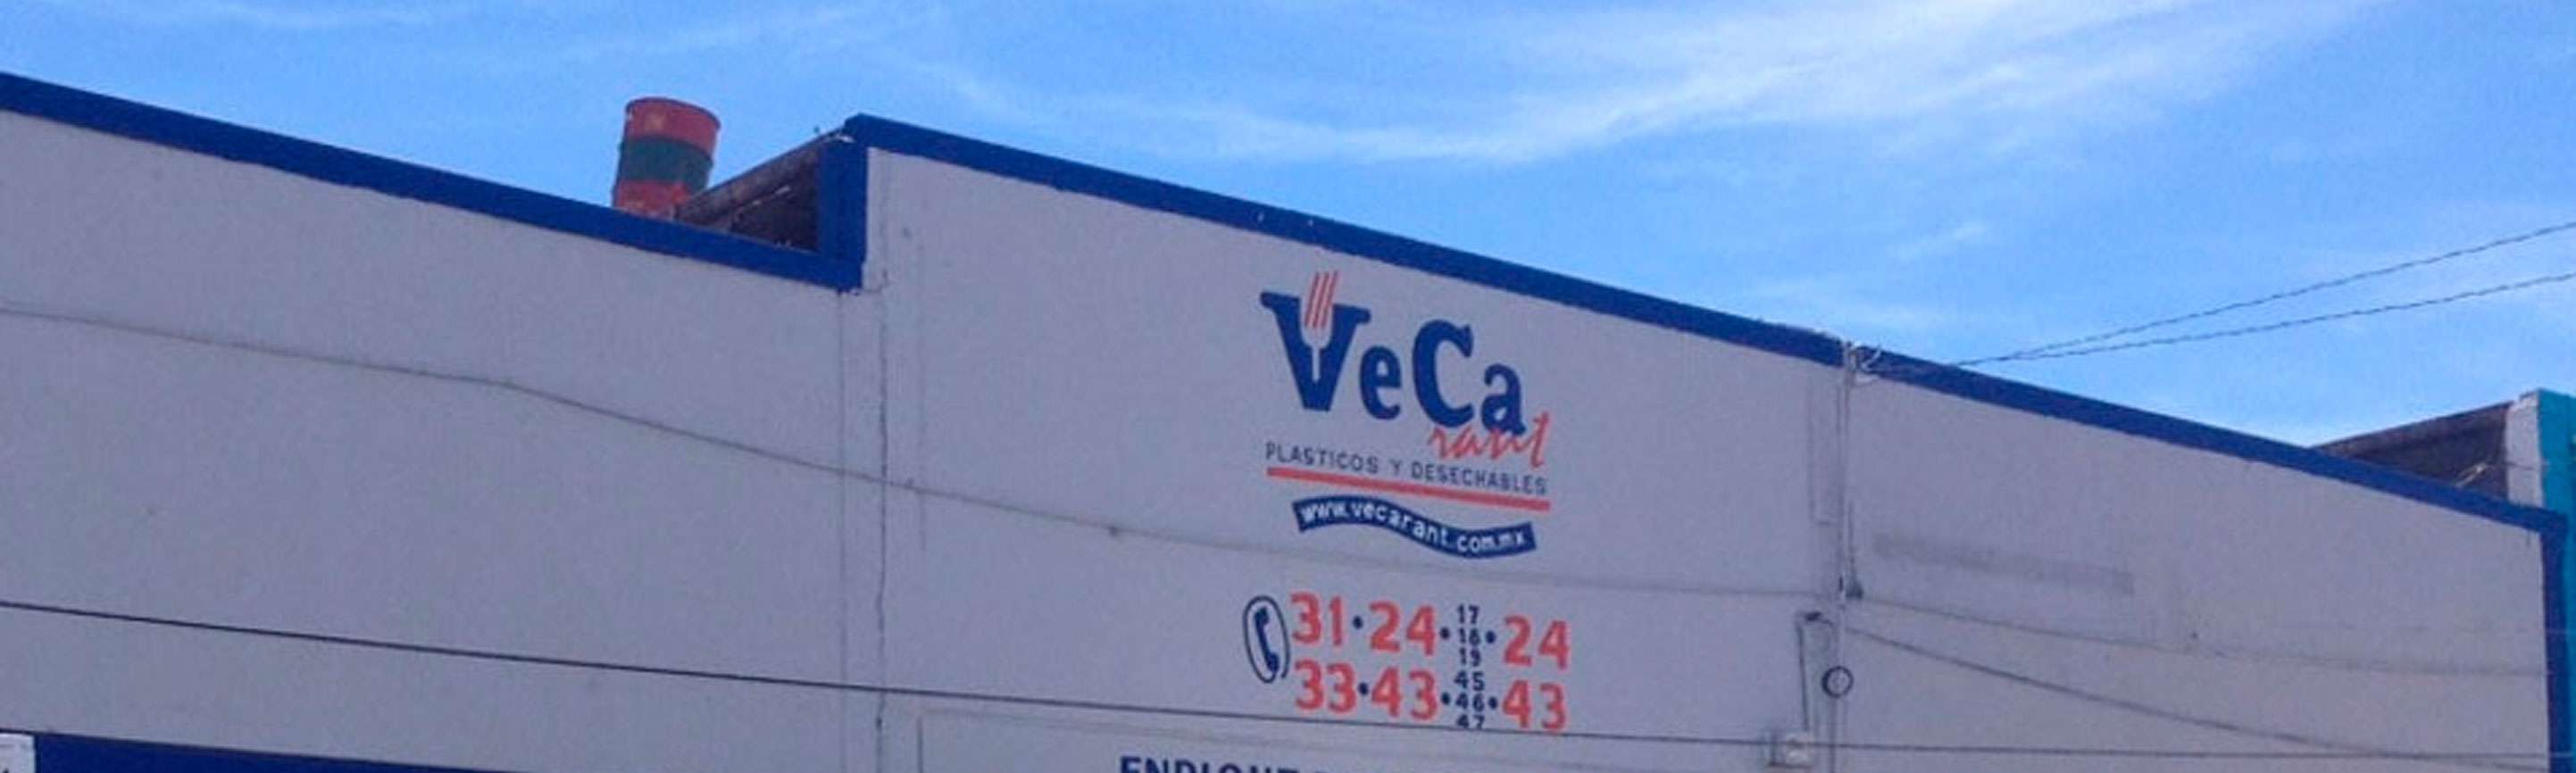 VeCa
rant
PLASTICOS Y DESECHABLES
www.vecarant.com.mx
17
31·24·18·24
19
45
33·43·46·43
47